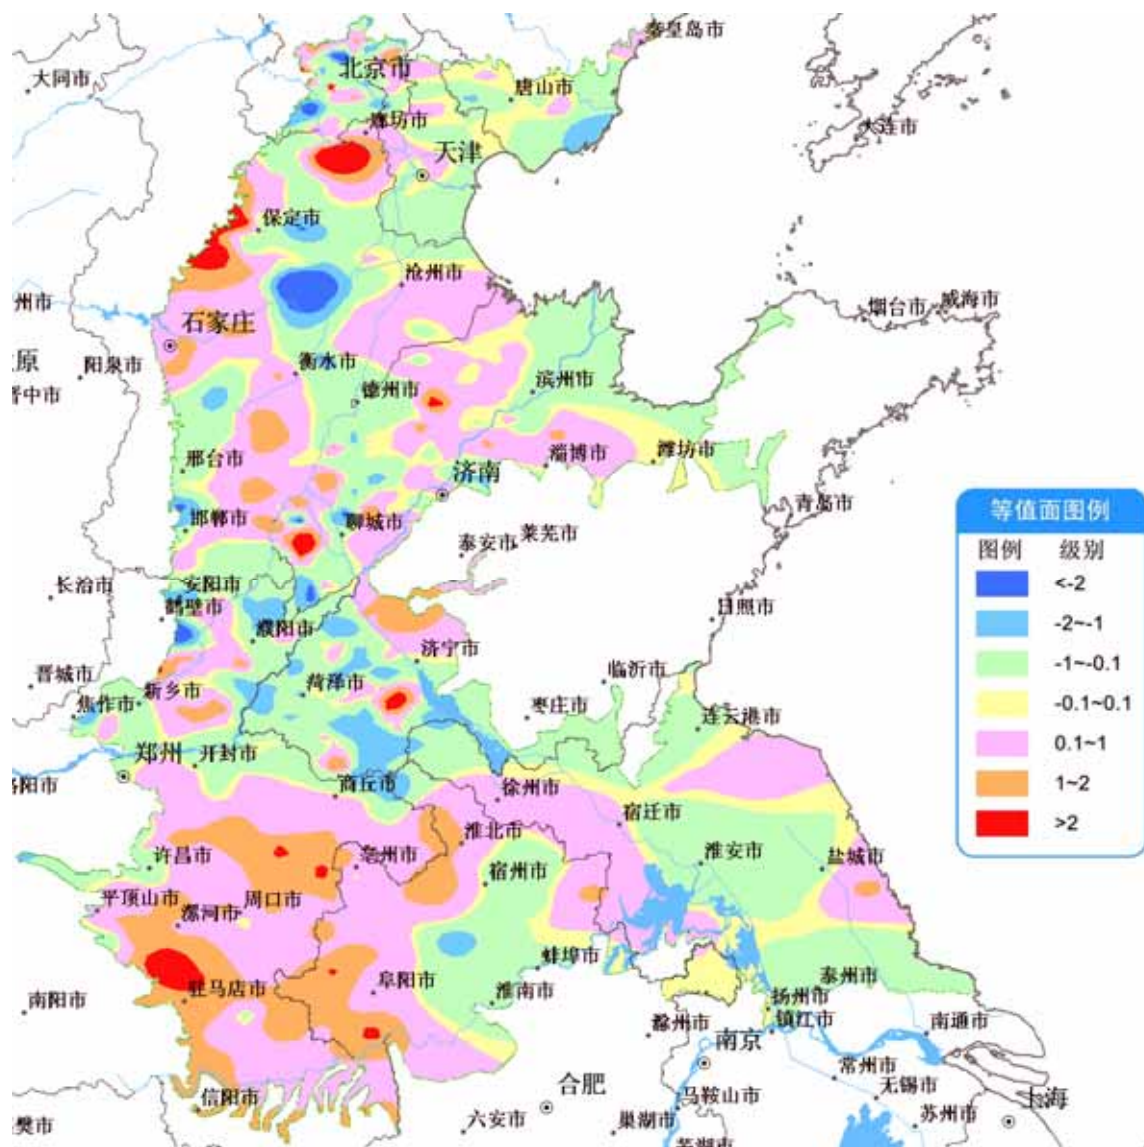 秦皇岛市
北京市
大同市
唐山市
廊坊市
大连市
天津
保定市
沧州市
州市
烟台市
威海市
石家庄
原
阳泉市
衡水市
晋中市
德州市
滨州市
邢台市
淄博市
潍坊市
济南
青岛市
等值面图例
邯郸市
聊城市
莱芜市
泰安市
图例 级别
<-2
-2~-1
-1~-0.1
-0.1~0.1
0.1~1
1~2
>2
长治市
安阳市
鹤壁市
日照市
濮阳市
济宁市
晋城市
临沂市
新乡市
菏泽市
焦作市
枣庄市
连云港市
郑州
开封市
洛阳市
商丘市
徐州市
宿迁市
淮北市
许昌市
亳州市
淮安市
盐城市
宿州市
平顶山市
周口市
漯河市
蚌埠市
驻马店市
阜阳市
泰州市
南阳市
淮南市
扬州市
滁州市
镇江市
南通市
南京
常州市
合肥
无锡市
信阳市
马鞍山市
上海
樊市
六安市
巢湖市
苏州市
芜湖市